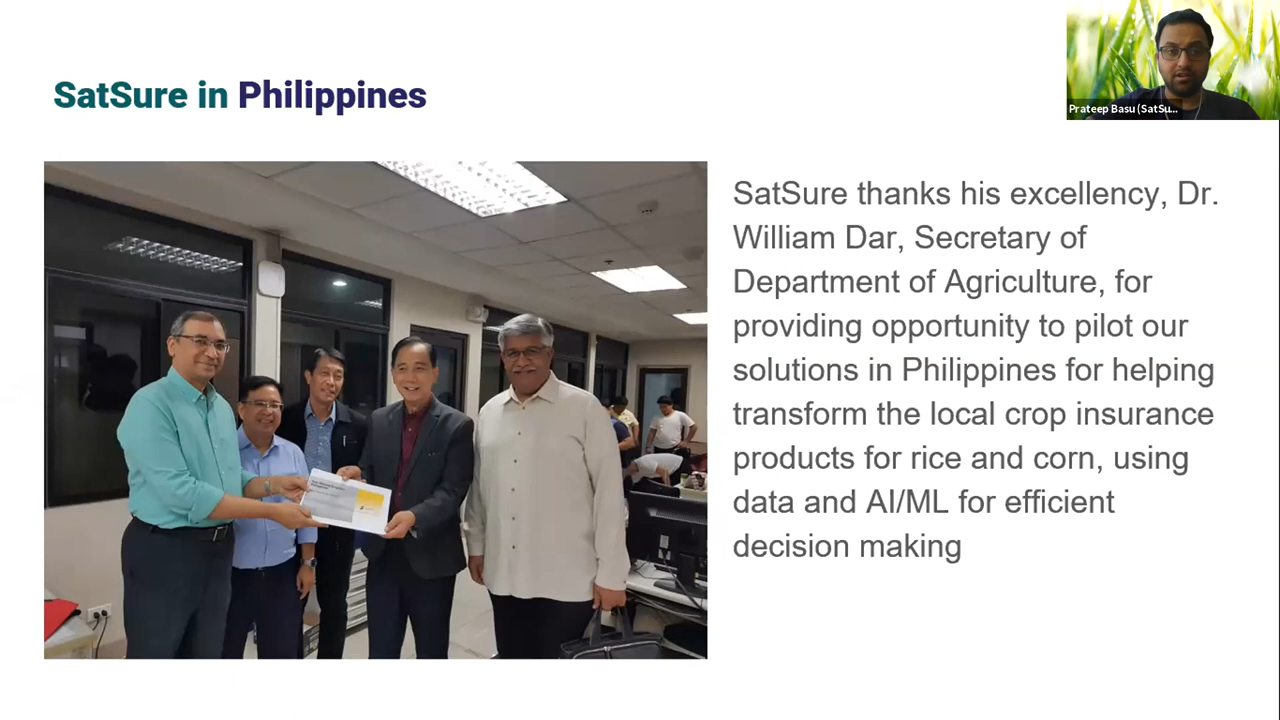 Prateep Basu (SatSu...
SatSure in Philippines
SatSure thanks his excellency, Dr.
William Dar, Secretary of
Department of Agriculture, for
providing opportunity to pilot our
solutions in Philippines for helping
transform the local crop insurance
products for rice and corn, using
data and AI/ML for efficient
decision making